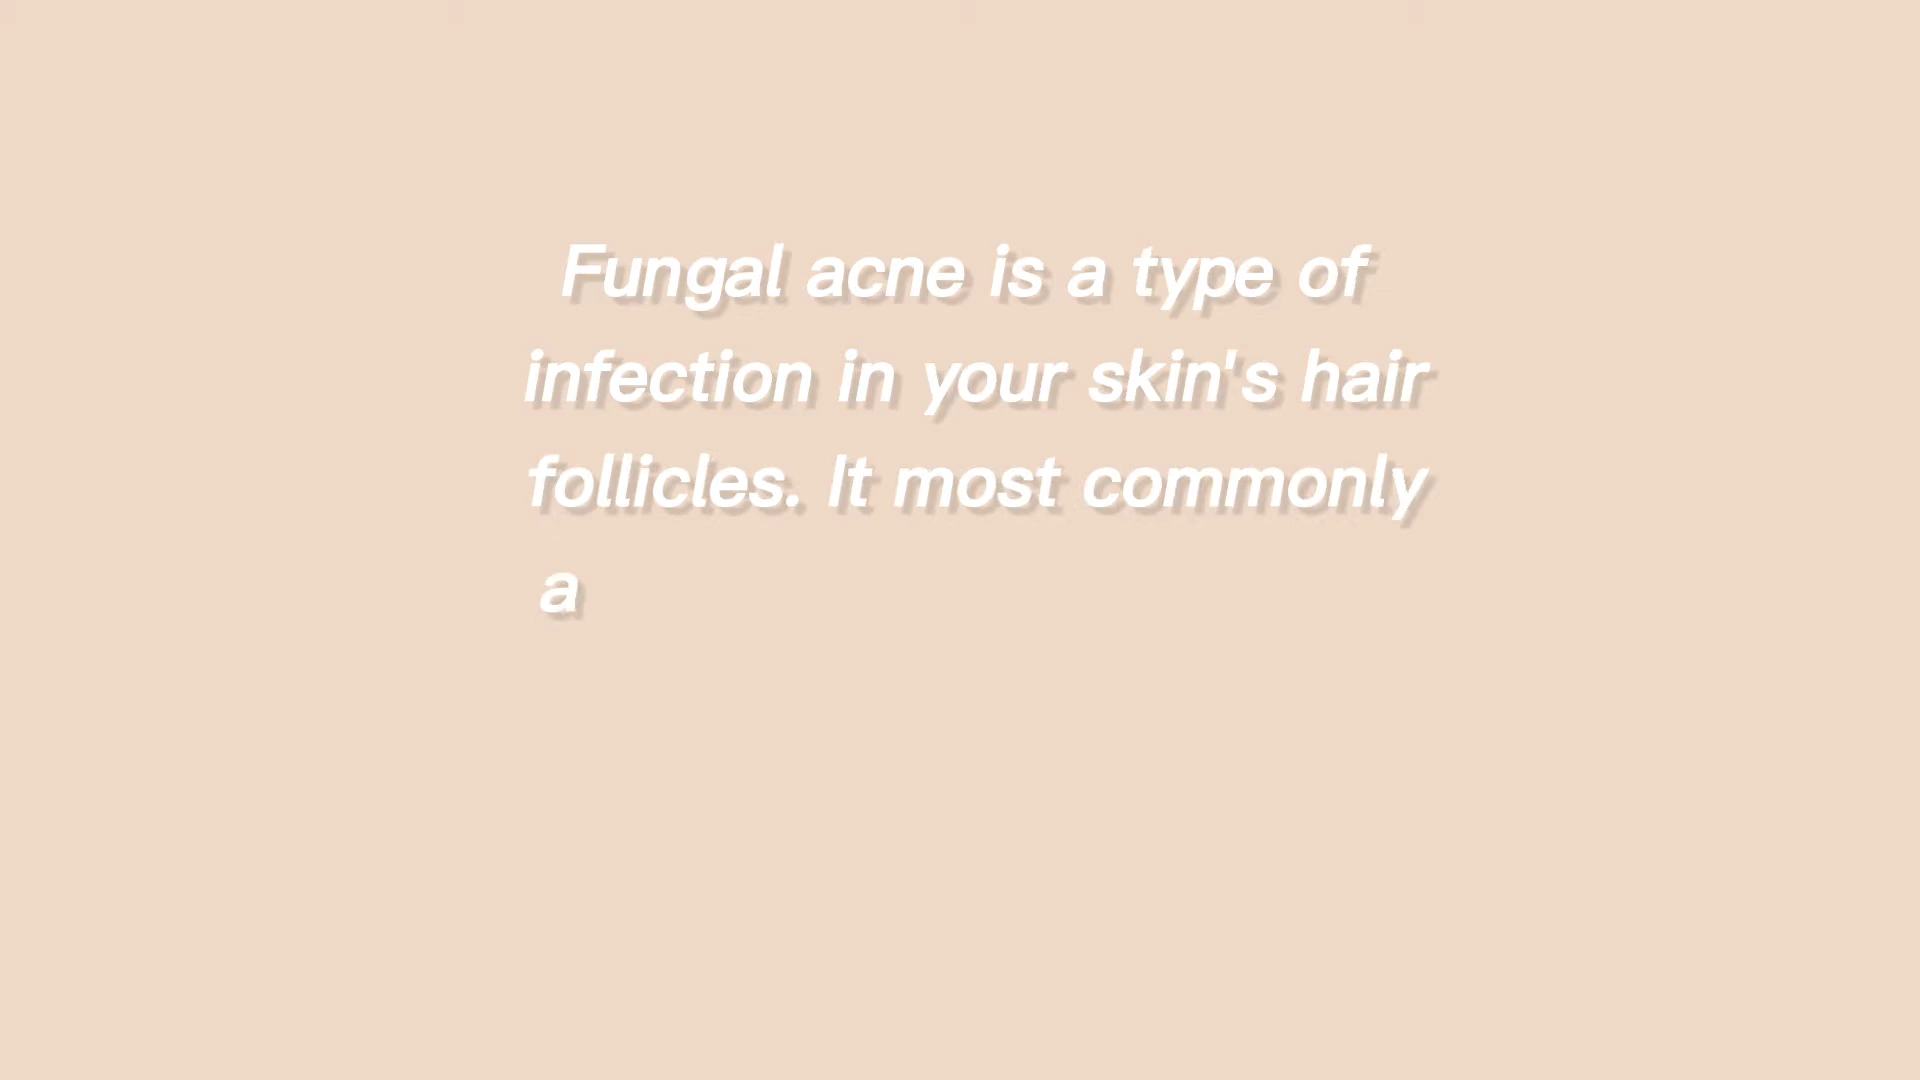 Fungal acne is a type of
infection in your skin's hair
follicles. It most commonly
a